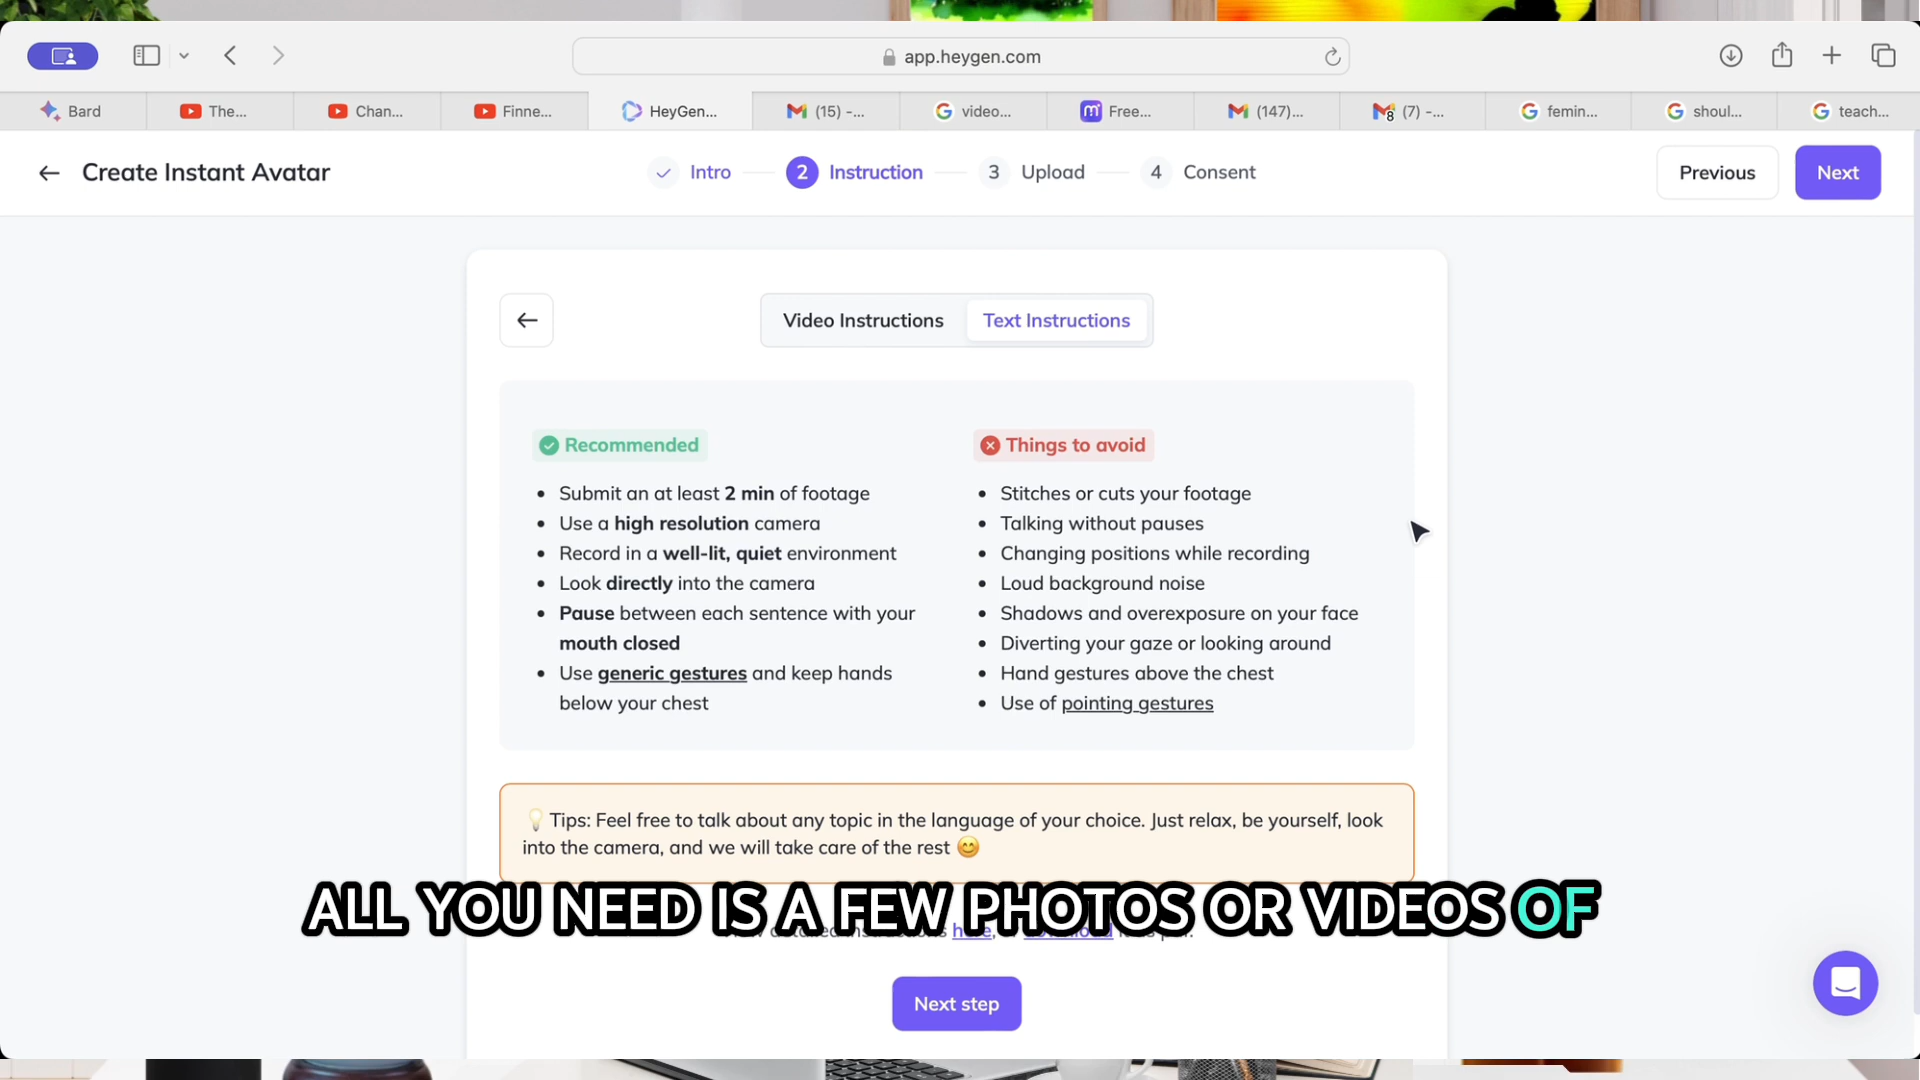 app.heygen.com
Bard
The...
Chan...
Finne...
HeyGen...
(15) -...
video...
Free...
(147)...
(7) -...
femin...
shoul...
teach...
Create Instant Avatar
Intro
2 Instruction
3 Upload
4 Consent
Previous
Next
Video Instructions
Text Instructions
Recommended
Submit an at least 2 min of footage
Use a high resolution camera
Record in a well-lit, quiet environment
Look directly into the camera
Pause between each sentence with your
mouth closed
Use generic gestures and keep hands
below your chest
Things to avoid
Stitches or cuts your footage
Talking without pauses
Changing positions while recording
Loud background noise
Shadows and overexposure on your face
Diverting your gaze or looking around
Hand gestures above the chest
Use of pointing gestures
💡 Tips: Feel free to talk about any topic in the language of your choice. Just relax, be yourself, look
into the camera, and we will take care of the rest 😊
ALL YOU NEED IS A FEW PHOTOS OR VIDEOS OF
here
Next step